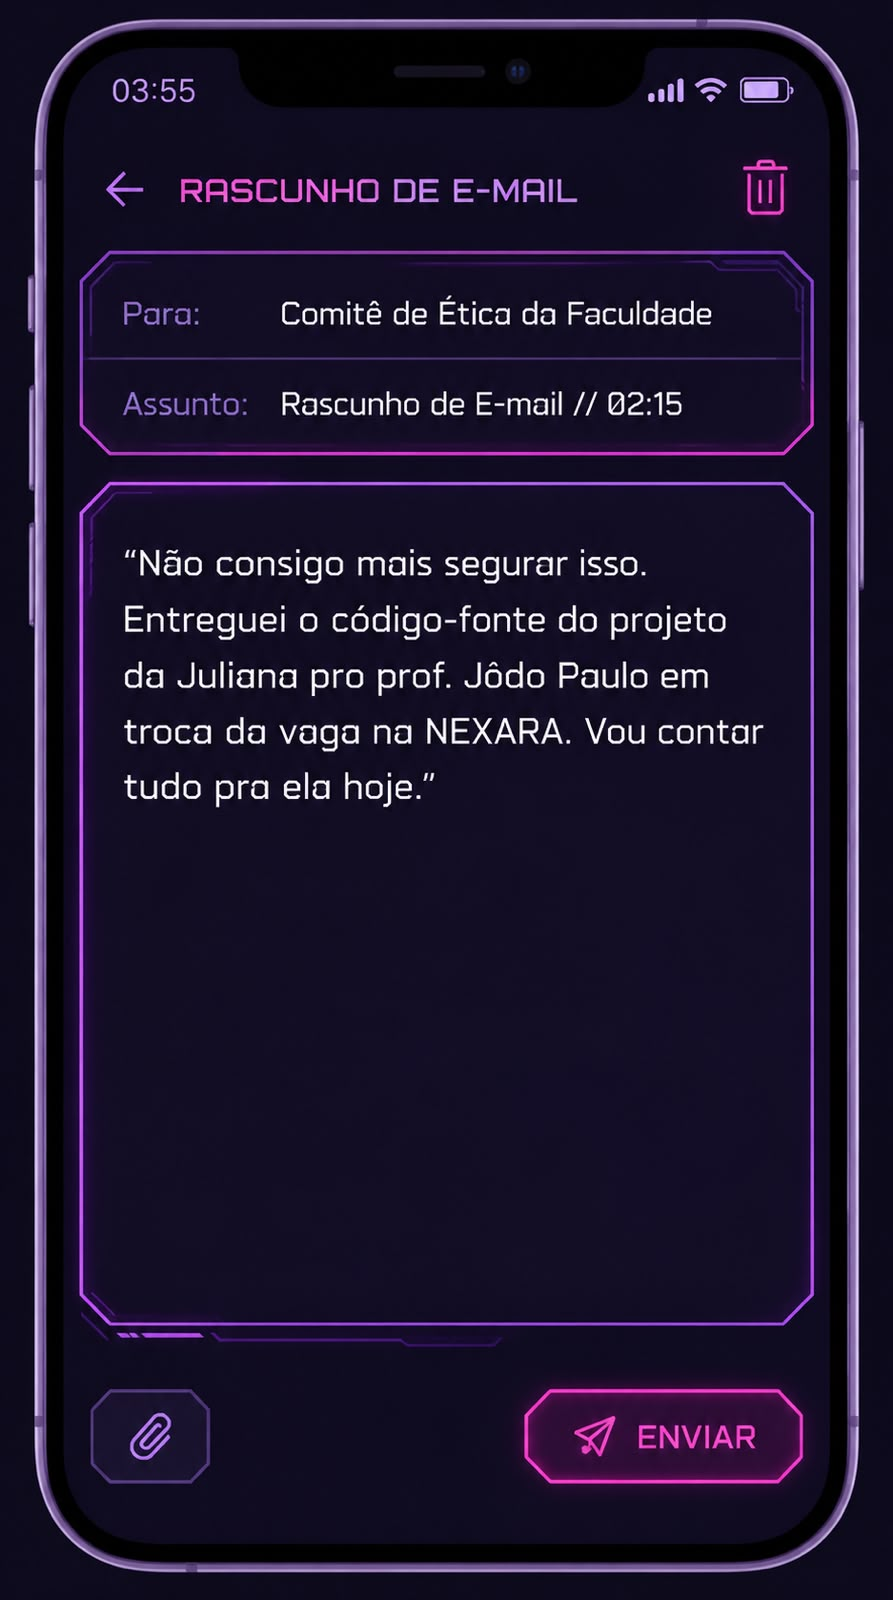 03:55
RASCUNHO DE E-MAIL
Para: Comitê de Ética da Faculdade
Assunto: Rascunho de E-mail // 02:15
“Não consigo mais segurar isso.
Entreguei o código-fonte do projeto
da Juliana pro prof. Jôdo Paulo em
troca da vaga na NEXARA. Vou contar
tudo pra ela hoje.”
ENVIAR